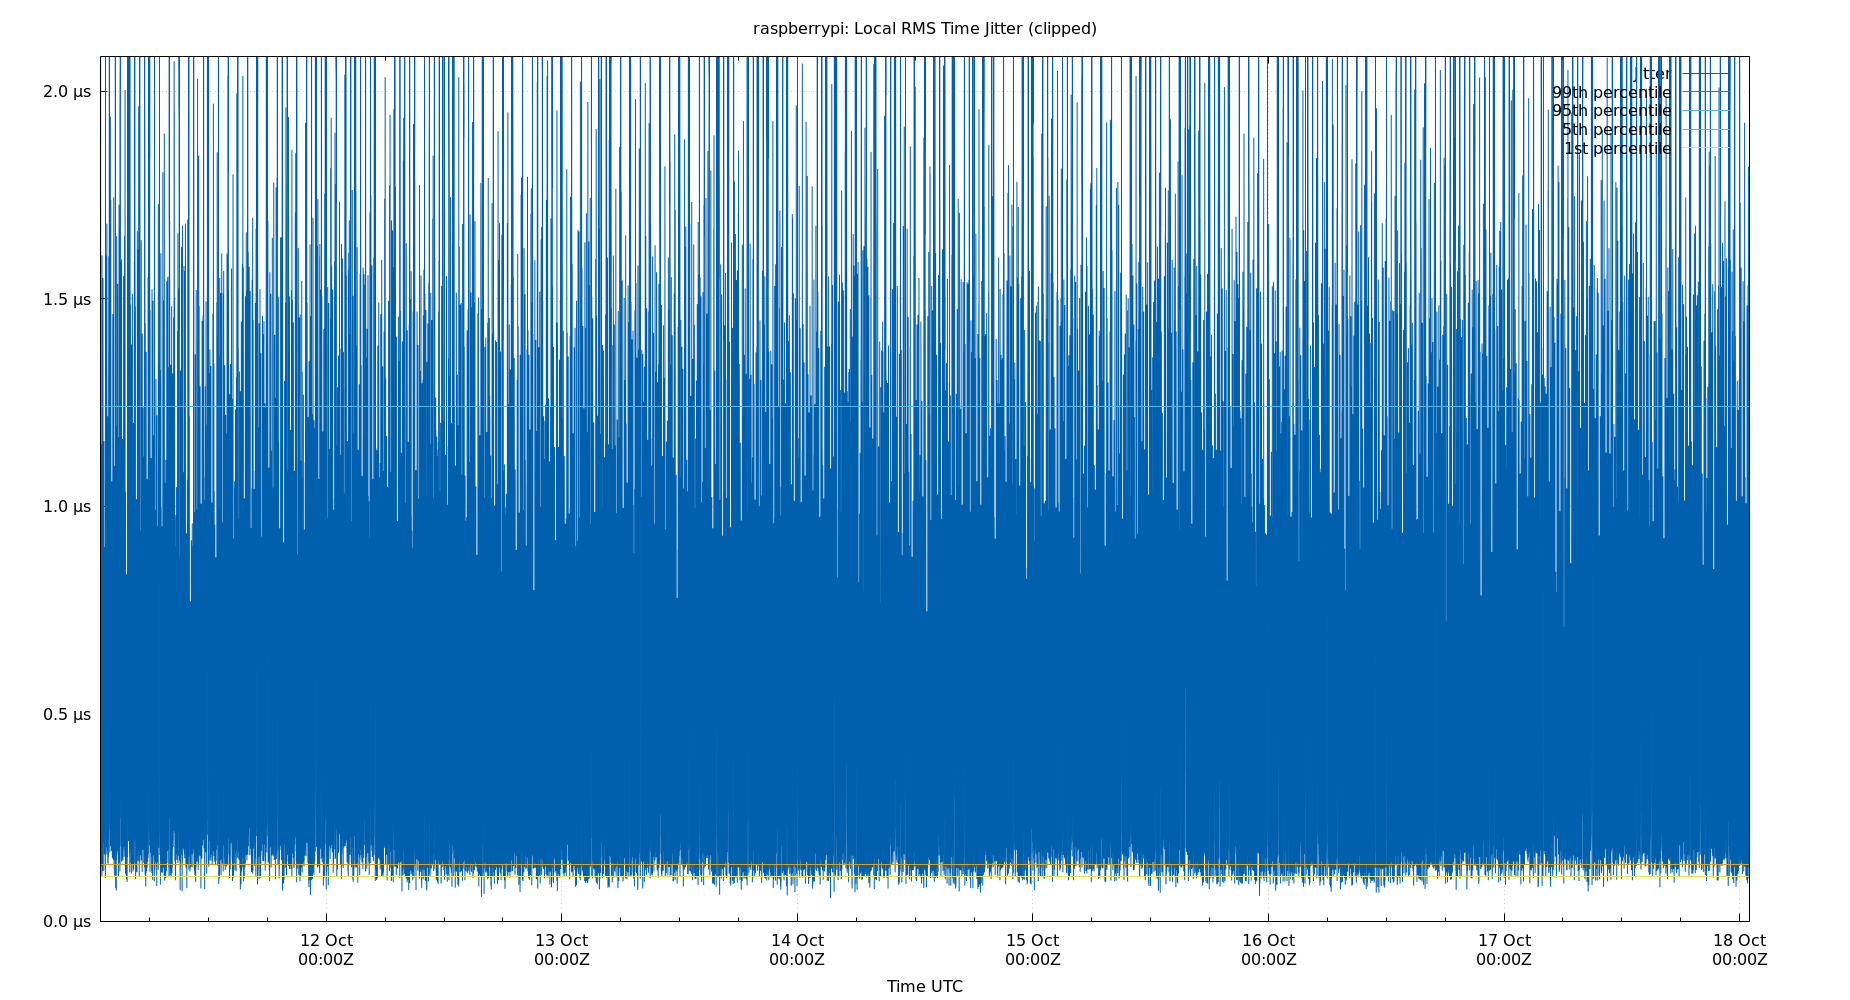 raspberrypi: Local RMS Time Jitter (clipped)
2.0 µs
1.5 µs
1.0 µs
0.5 µs
0.0 µs
jitter
99th percentile
95th percentile
5th percentile
1st percentile
12 Oct
00:00Z
13 Oct
00:00Z
14 Oct
00:00Z
15 Oct
00:00Z
16 Oct
00:00Z
17 Oct
00:00Z
18 Oct
00:00Z
Time UTC